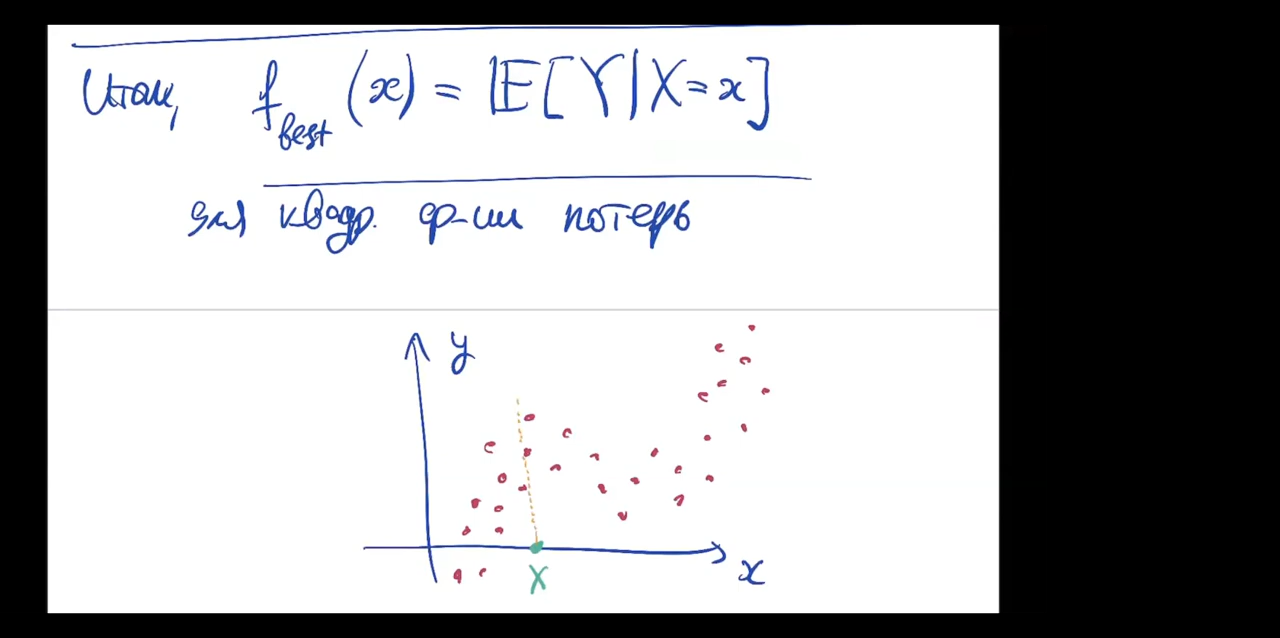 Итак, f_best (x) = 𝔼[Y|X=x]
для квадр. ф-ии потерь
y
x
X